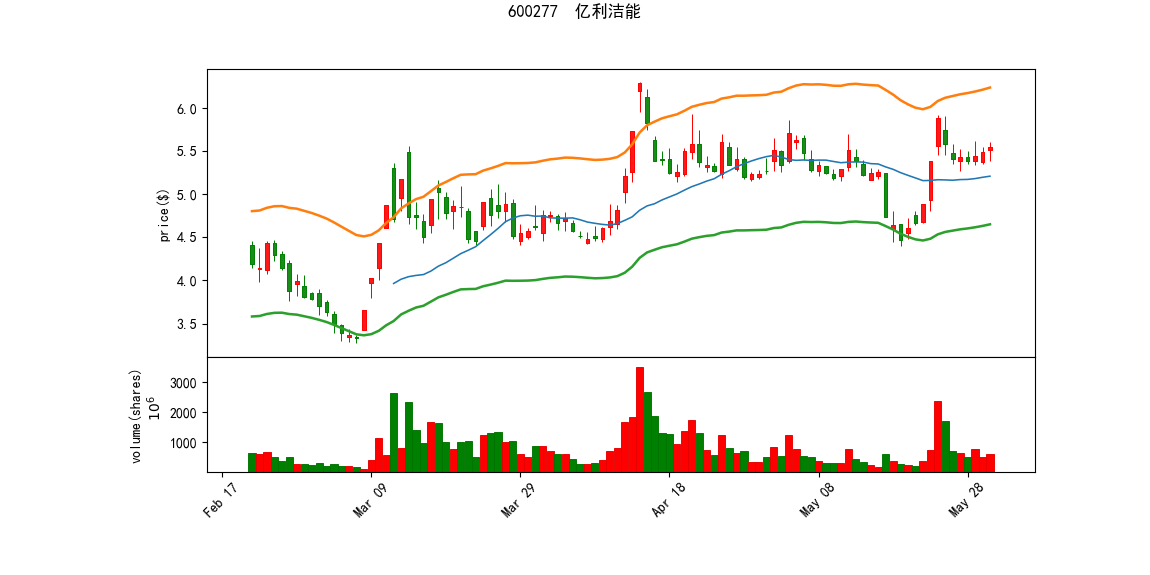 600277 亿利洁能
price($)
6.0
5.5
5.0
4.5
4.0
3.5
volume(shares)
10^6
3000
2000
1000
Feb 17
Mar 09
Mar 29
Apr 18
May 08
May 28